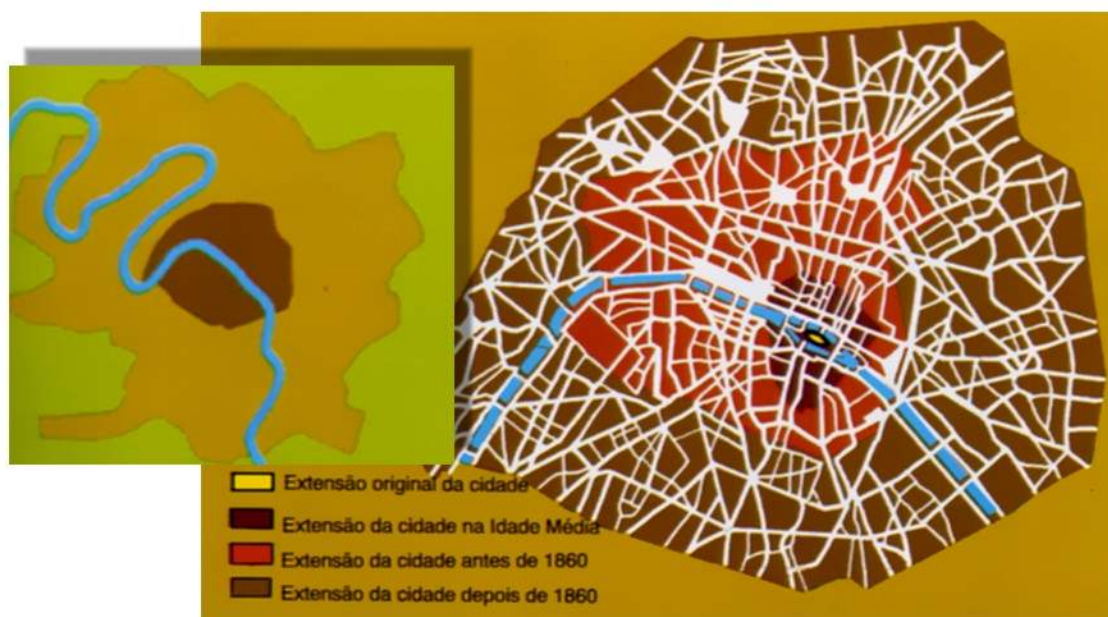 Extensão original da cidade
Extensão da cidade na Idade Média
Extensão da cidade antes de 1860
Extensão da cidade depois de 1860